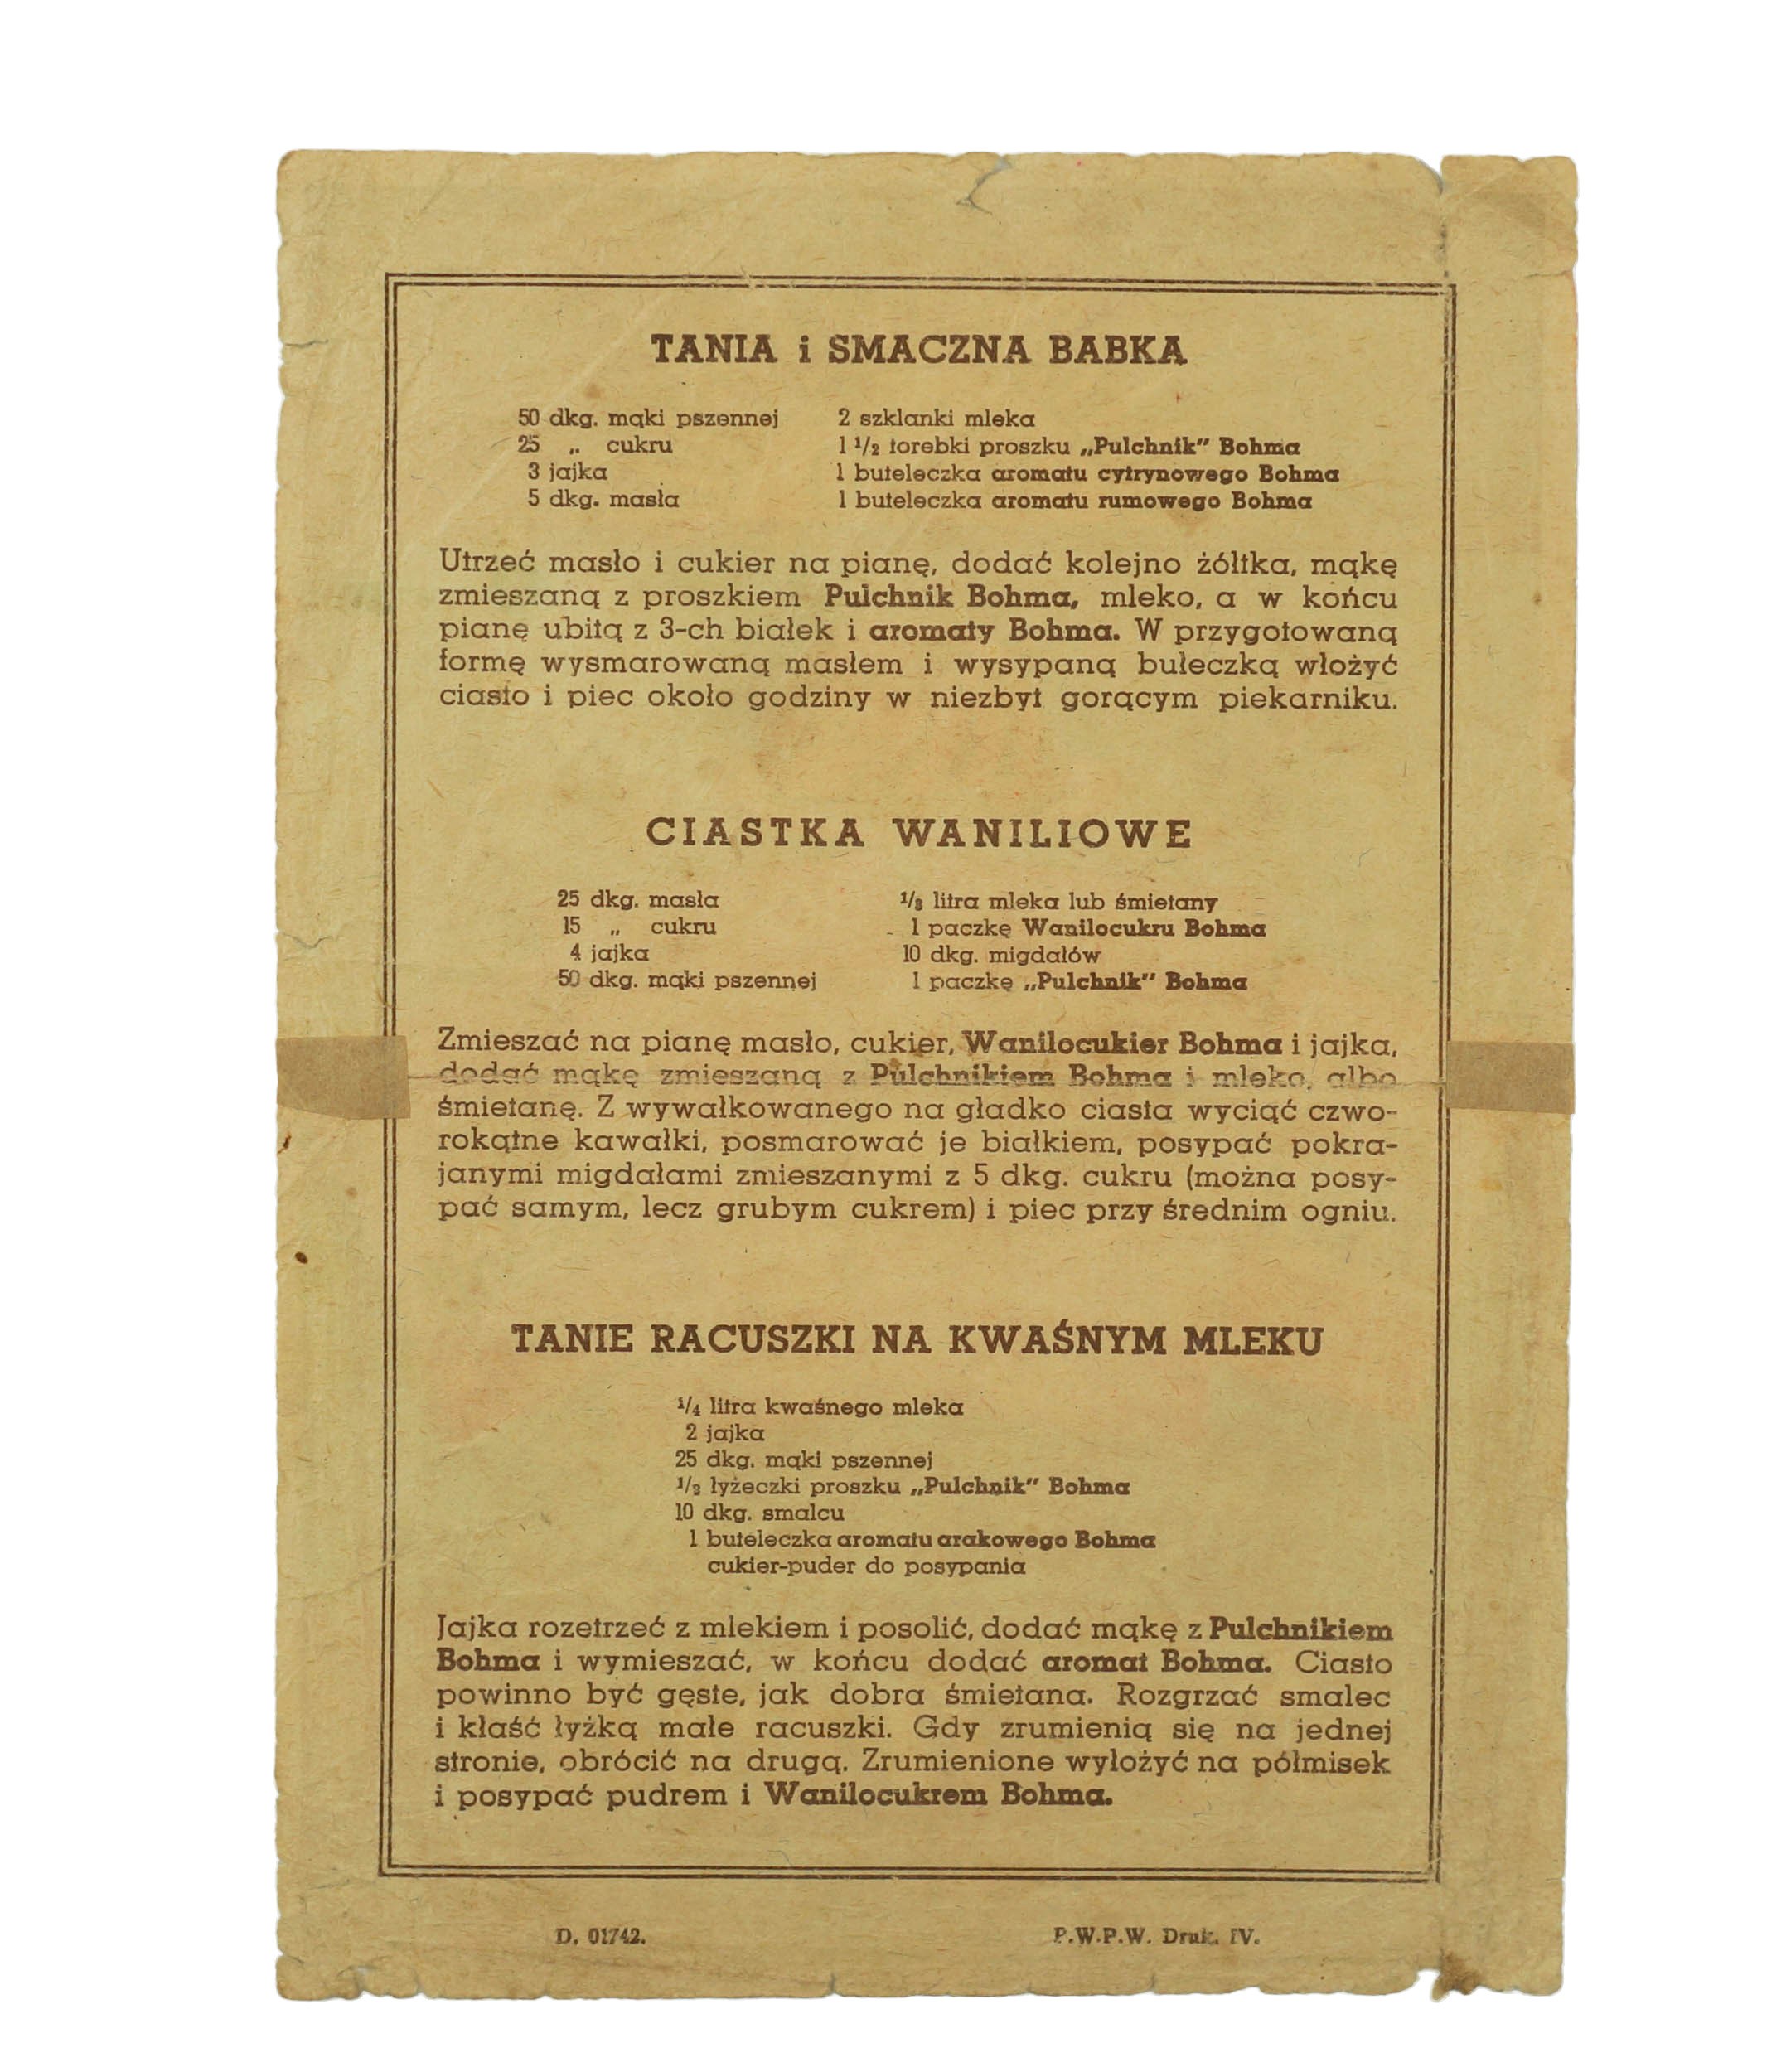 TANIA i SMACZNA BABKA
50 dkg. mąki pszennej
25 „ cukru
3 jajka
5 dkg. masła
2 szklanki mleka
1 1/2 torebki proszku „Pulchnik” Bohma
1 buteleczka aromatu cytrynowego Bohma
1 buteleczka aromatu rumowego Bohma
Utrzeć masło i cukier na pianę, dodać kolejno żółtka, mąkę
zmieszaną z proszkiem Pulchnik Bohma, mleko, a w końcu
pianę ubitą z 3-ch białek i aromaty Bohma. W przygotowaną
formę wysmarowaną masłem i wysypaną bułeczką włożyć
ciasto i piec około godziny w niezbyt gorącym piekarniku.
CIASTKA WANILIOWE
25 dkg. masła
15 „ cukru
4 jajka
50 dkg. mąki pszennej
1/8 litra mleka lub śmietany
1 paczkę Wanilocukru Bohma
10 dkg. migdałów
1 paczkę „Pulchnik” Bohma
Zmieszać na pianę masło, cukier, Wanilocukier Bohma i jajka,
dodać mąkę zmieszaną z Pulchnikiem Bohma i mleko, albo
śmietanę. Z wywałkowanego na gładko ciasta wyciąć czwo-
rokątne kawałki, posmarować je białkiem, posypać pokra-
janymi migdałami zmieszanymi z 5 dkg. cukru (można posy-
pać samym, lecz grubym cukrem) i piec przy średnim ogniu.
TANIE RACUSZKI NA KWAŚNYM MLEKU
1/4 litra kwaśnego mleka
2 jajka
25 dkg. mąki pszennej
łyżeczki proszku „Pulchnik” Bohma
10 dkg. smalcu
1 buteleczka aromatu arakowego Bohma
cukier-puder do posypania
Jajka rozetrzeć z mlekiem i posolić, dodać mąkę z Pulchnikiem
Bohma i wymieszać, w końcu dodać aromat Bohma. Ciasto
powinno być gęste, jak dobra śmietana. Rozgrzać smalec
i kłaść łyżką małe racuszki. Gdy zrumienią się na jednej
stronie, obrócić na drugą. Zrumienione wyłożyć na półmisek
i posypać pudrem i Wanilocukrem Bohma.
D. 01742.
P.W.P.W. Druk. IV.